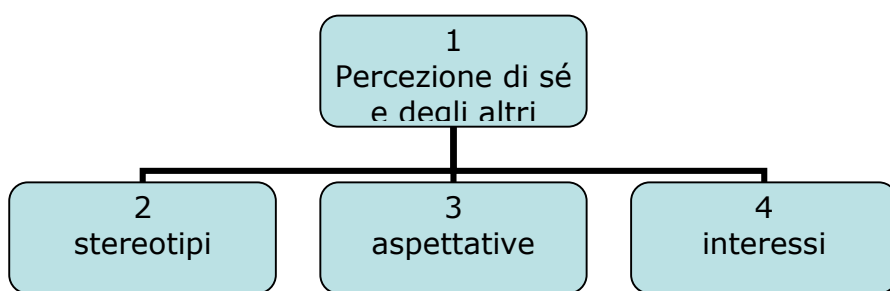 1
Percezione di sé
e degli altri
2
stereotipi
3
aspettative
4
interessi